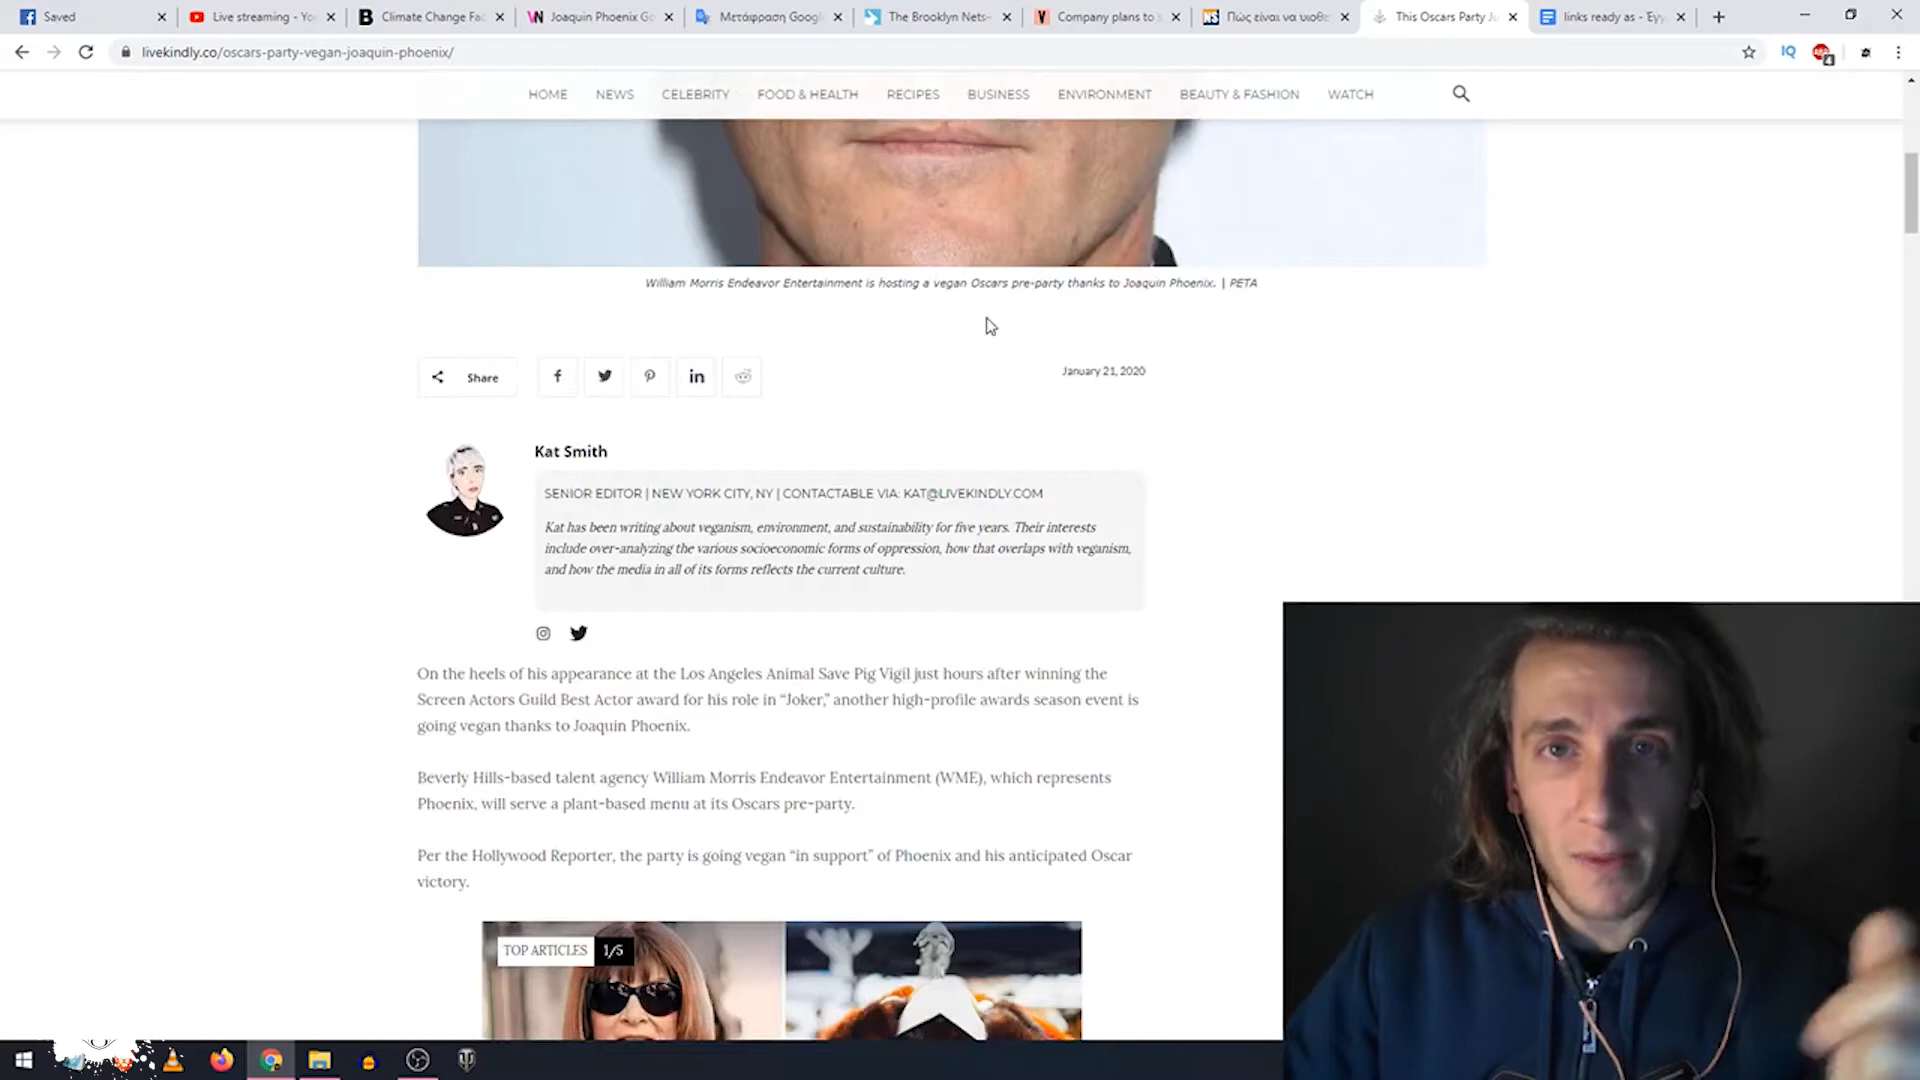 Saved
Live streaming - Yo
Climate Change Fac
Joaquin Phoenix Go
Μετάφραση Googl
The Brooklyn Nets-
Company plans to s
Πώς είναι να υιοθε
This Oscars Party Ju
links ready as - Έγγ
livekindly.co/oscars-party-vegan-joaquin-phoenix/
HOME NEWS CELEBRITY FOOD & HEALTH RECIPES BUSINESS ENVIRONMENT BEAUTY & FASHION WATCH
William Morris Endeavor Entertainment is hosting a vegan Oscars pre-party thanks to Joaquin Phoenix. | PETA
Share
January 21, 2020
Kat Smith
SENIOR EDITOR | NEW YORK CITY, NY | CONTACTABLE VIA: KAT@LIVEKINDLY.COM
Kat has been writing about veganism, environment, and sustainability for five years. Their interests
include over-analyzing the various socioeconomic forms of oppression, how that overlaps with veganism,
and how the media in all of its forms reflects the current culture.
On the heels of his appearance at the Los Angeles Animal Save Pig Vigil just hours after winning the
Screen Actors Guild Best Actor award for his role in “Joker,” another high-profile awards season event is
going vegan thanks to Joaquin Phoenix.
Beverly Hills-based talent agency William Morris Endeavor Entertainment (WME), which represents
Phoenix, will serve a plant-based menu at its Oscars pre-party.
Per the Hollywood Reporter, the party is going vegan “in support” of Phoenix and his anticipated Oscar
victory.
TOP ARTICLES 1/5